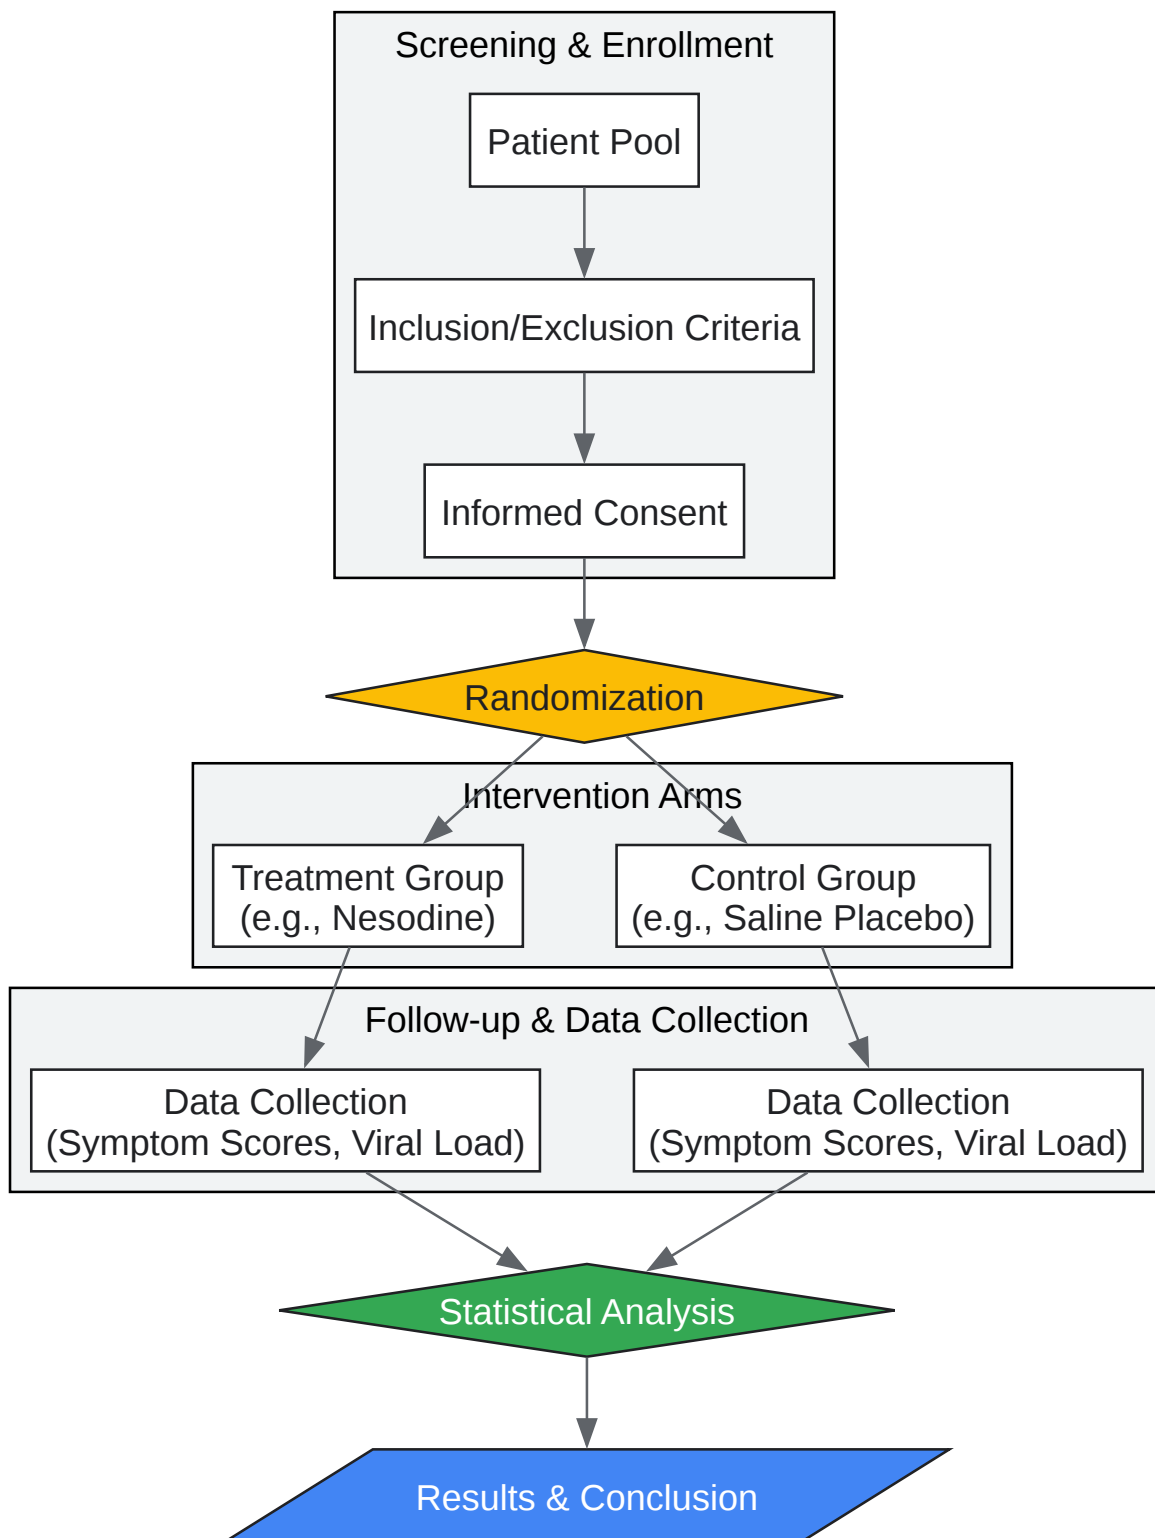 Screening & Enrollment
Patient Pool
Inclusion/Exclusion Criteria
Informed Consent
Randomization
Intervention Arms
Treatment Group
(e.g., Nesodine)
Control Group
(e.g., Saline Placebo)
Follow-up & Data Collection
Data Collection
(Symptom Scores, Viral Load)
Data Collection
(Symptom Scores, Viral Load)
Statistical Analysis
Results & Conclusion